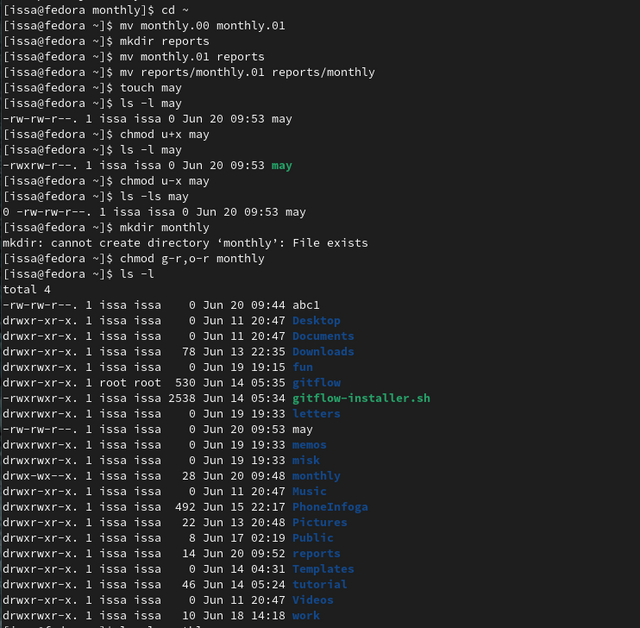 [issa@fedora monthly]$ cd ~
[issa@fedora ~]$ mv monthly.00 monthly.01
[issa@fedora ~]$ mkdir reports
[issa@fedora ~]$ mv monthly.01 reports
[issa@fedora ~]$ mv reports/monthly.01 reports/monthly
[issa@fedora ~]$ touch may
[issa@fedora ~]$ ls -l may
-rw-rw-r--. 1 issa issa 0 Jun 20 09:53 may
[issa@fedora ~]$ chmod u+x may
[issa@fedora ~]$ ls -l may
-rwxrw-r--. 1 issa issa 0 Jun 20 09:53 may
[issa@fedora ~]$ chmod u-x may
[issa@fedora ~]$ ls -ls may
0 -rw-rw-r--. 1 issa issa 0 Jun 20 09:53 may
[issa@fedora ~]$ mkdir monthly
mkdir: cannot create directory ‘monthly’: File exists
[issa@fedora ~]$ chmod g-r,o-r monthly
[issa@fedora ~]$ ls -l
total 4
-rw-rw-r--. 1 issa issa    0 Jun 20 09:44 abc1
drwxr-xr-x. 1 issa issa    0 Jun 11 20:47 Desktop
drwxr-xr-x. 1 issa issa    0 Jun 11 20:47 Documents
drwxr-xr-x. 1 issa issa   78 Jun 13 22:35 Downloads
drwxrwxr-x. 1 issa issa    0 Jun 19 19:15 fun
drwxr-xr-x. 1 root root  530 Jun 14 05:35 gitflow
-rwxrwxr-x. 1 issa issa 2538 Jun 14 05:34 gitflow-installer.sh
drwxrwxr-x. 1 issa issa    0 Jun 19 19:33 letters
-rw-rw-r--. 1 issa issa    0 Jun 20 09:53 may
drwxrwxr-x. 1 issa issa    0 Jun 19 19:33 memos
drwxrwxr-x. 1 issa issa    0 Jun 19 19:33 misk
drwx-wx--x. 1 issa issa   28 Jun 20 09:48 monthly
drwxr-xr-x. 1 issa issa    0 Jun 11 20:47 Music
drwxrwxr-x. 1 issa issa  492 Jun 15 22:17 PhoneInfoga
drwxr-xr-x. 1 issa issa   22 Jun 13 20:48 Pictures
drwxr-xr-x. 1 issa issa    8 Jun 17 02:19 Public
drwxrwxr-x. 1 issa issa   14 Jun 20 09:52 reports
drwxrwxr-x. 1 issa issa    0 Jun 14 04:31 Templates
drwxrwxr-x. 1 issa issa   46 Jun 14 05:24 tutorial
drwxr-xr-x. 1 issa issa    0 Jun 11 20:47 Videos
drwxrwxr-x. 1 issa issa   10 Jun 18 14:18 work